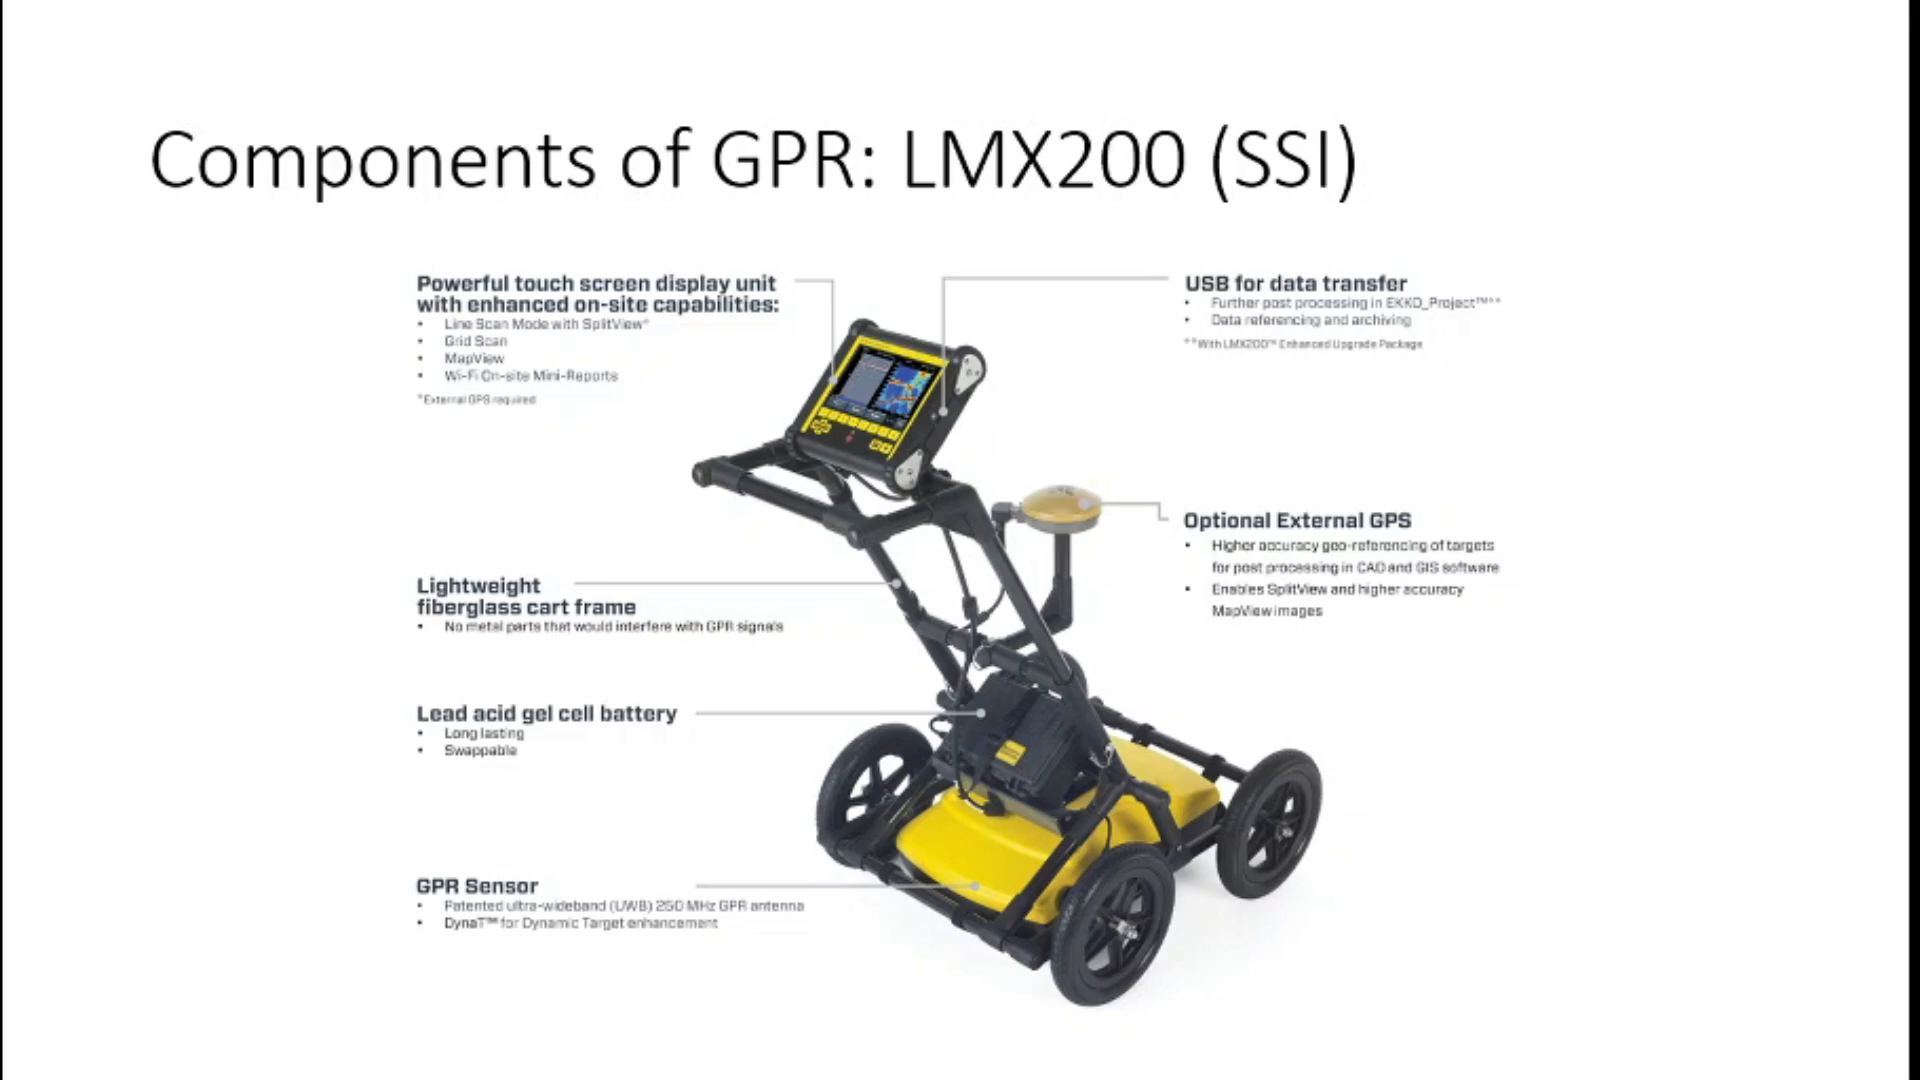 Components of GPR: LMX200 (SSI)
Powerful touch screen display unit
with enhanced on-site capabilities:
• Line Scan Mode with SplitView*
• Grid Scan
• MapView
• Wi-Fi On-site Mini-Reports
*External GPS required
Lightweight
fiberglass cart frame
• No metal parts that would interfere with GPR signals
Lead acid gel cell battery
• Long lasting
• Swappable
GPR Sensor
• Patented ultra-wideband (UWB) 250 MHz GPR antenna
• DynaT™ for Dynamic Target enhancement
USB for data transfer
• Further post processing in EKKO_Project™**
• Data referencing and archiving
**With LMX200™ Enhanced Upgrade Package
Optional External GPS
• Higher accuracy geo-referencing of targets
for post processing in CAD and GIS software
• Enables SplitView and higher accuracy
MapView images